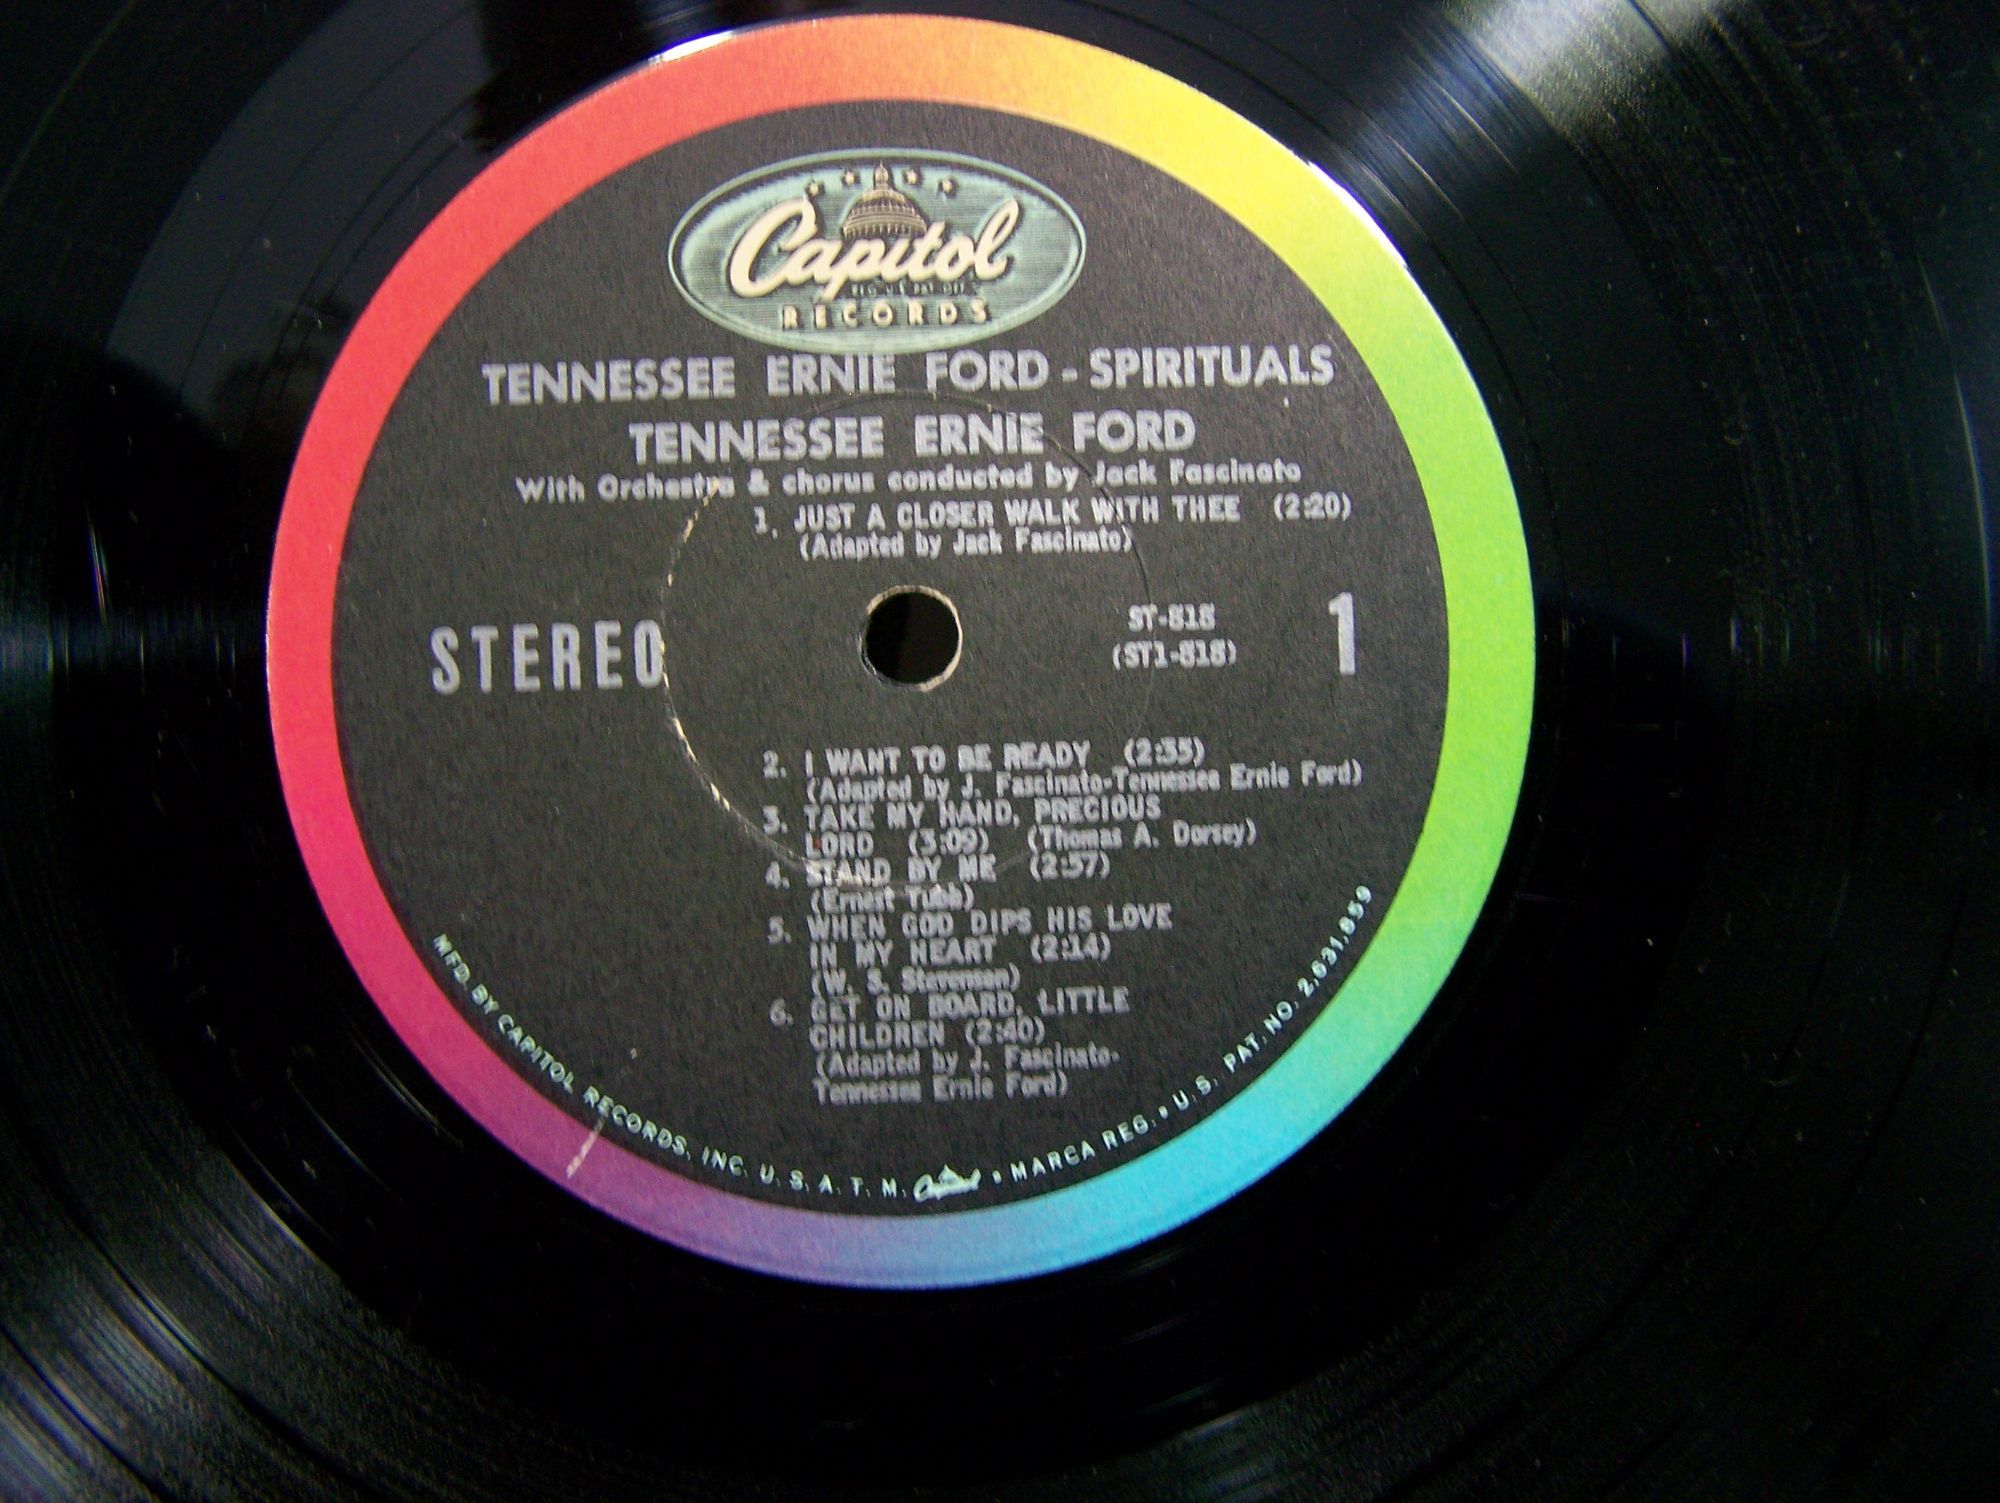 Capitol
REG. U.S. PAT. OFF.
RECORDS
TENNESSEE ERNIE FORD - SPIRITUALS
TENNESSEE ERNIE FORD
With Orchestra & chorus conducted by Jack Fascinato
1. JUST A CLOSER WALK WITH THEE (2:20)
(Adapted by Jack Fascinato)
STEREO
ST-818
(ST1-818)
1
2. I WANT TO BE READY (2:35)
(Adapted by J. Fascinato-Tennessee Ernie Ford)
3. TAKE MY HAND, PRECIOUS
LORD (3:09) (Thomas A. Dorsey)
4. STAND BY ME (2:57)
(Ernest Tubb)
5. WHEN GOD DIPS HIS LOVE
IN MY HEART (2:14)
(W. S. Stevenson)
6. GET ON BOARD, LITTLE
CHILDREN (2:40)
(Adapted by J. Fascinato-
Tennessee Ernie Ford)
MFD. BY CAPITOL RECORDS, INC. U. S. A. T. M. Capitol • MARCA REG. • U.S. PAT. NO. 2,631,859